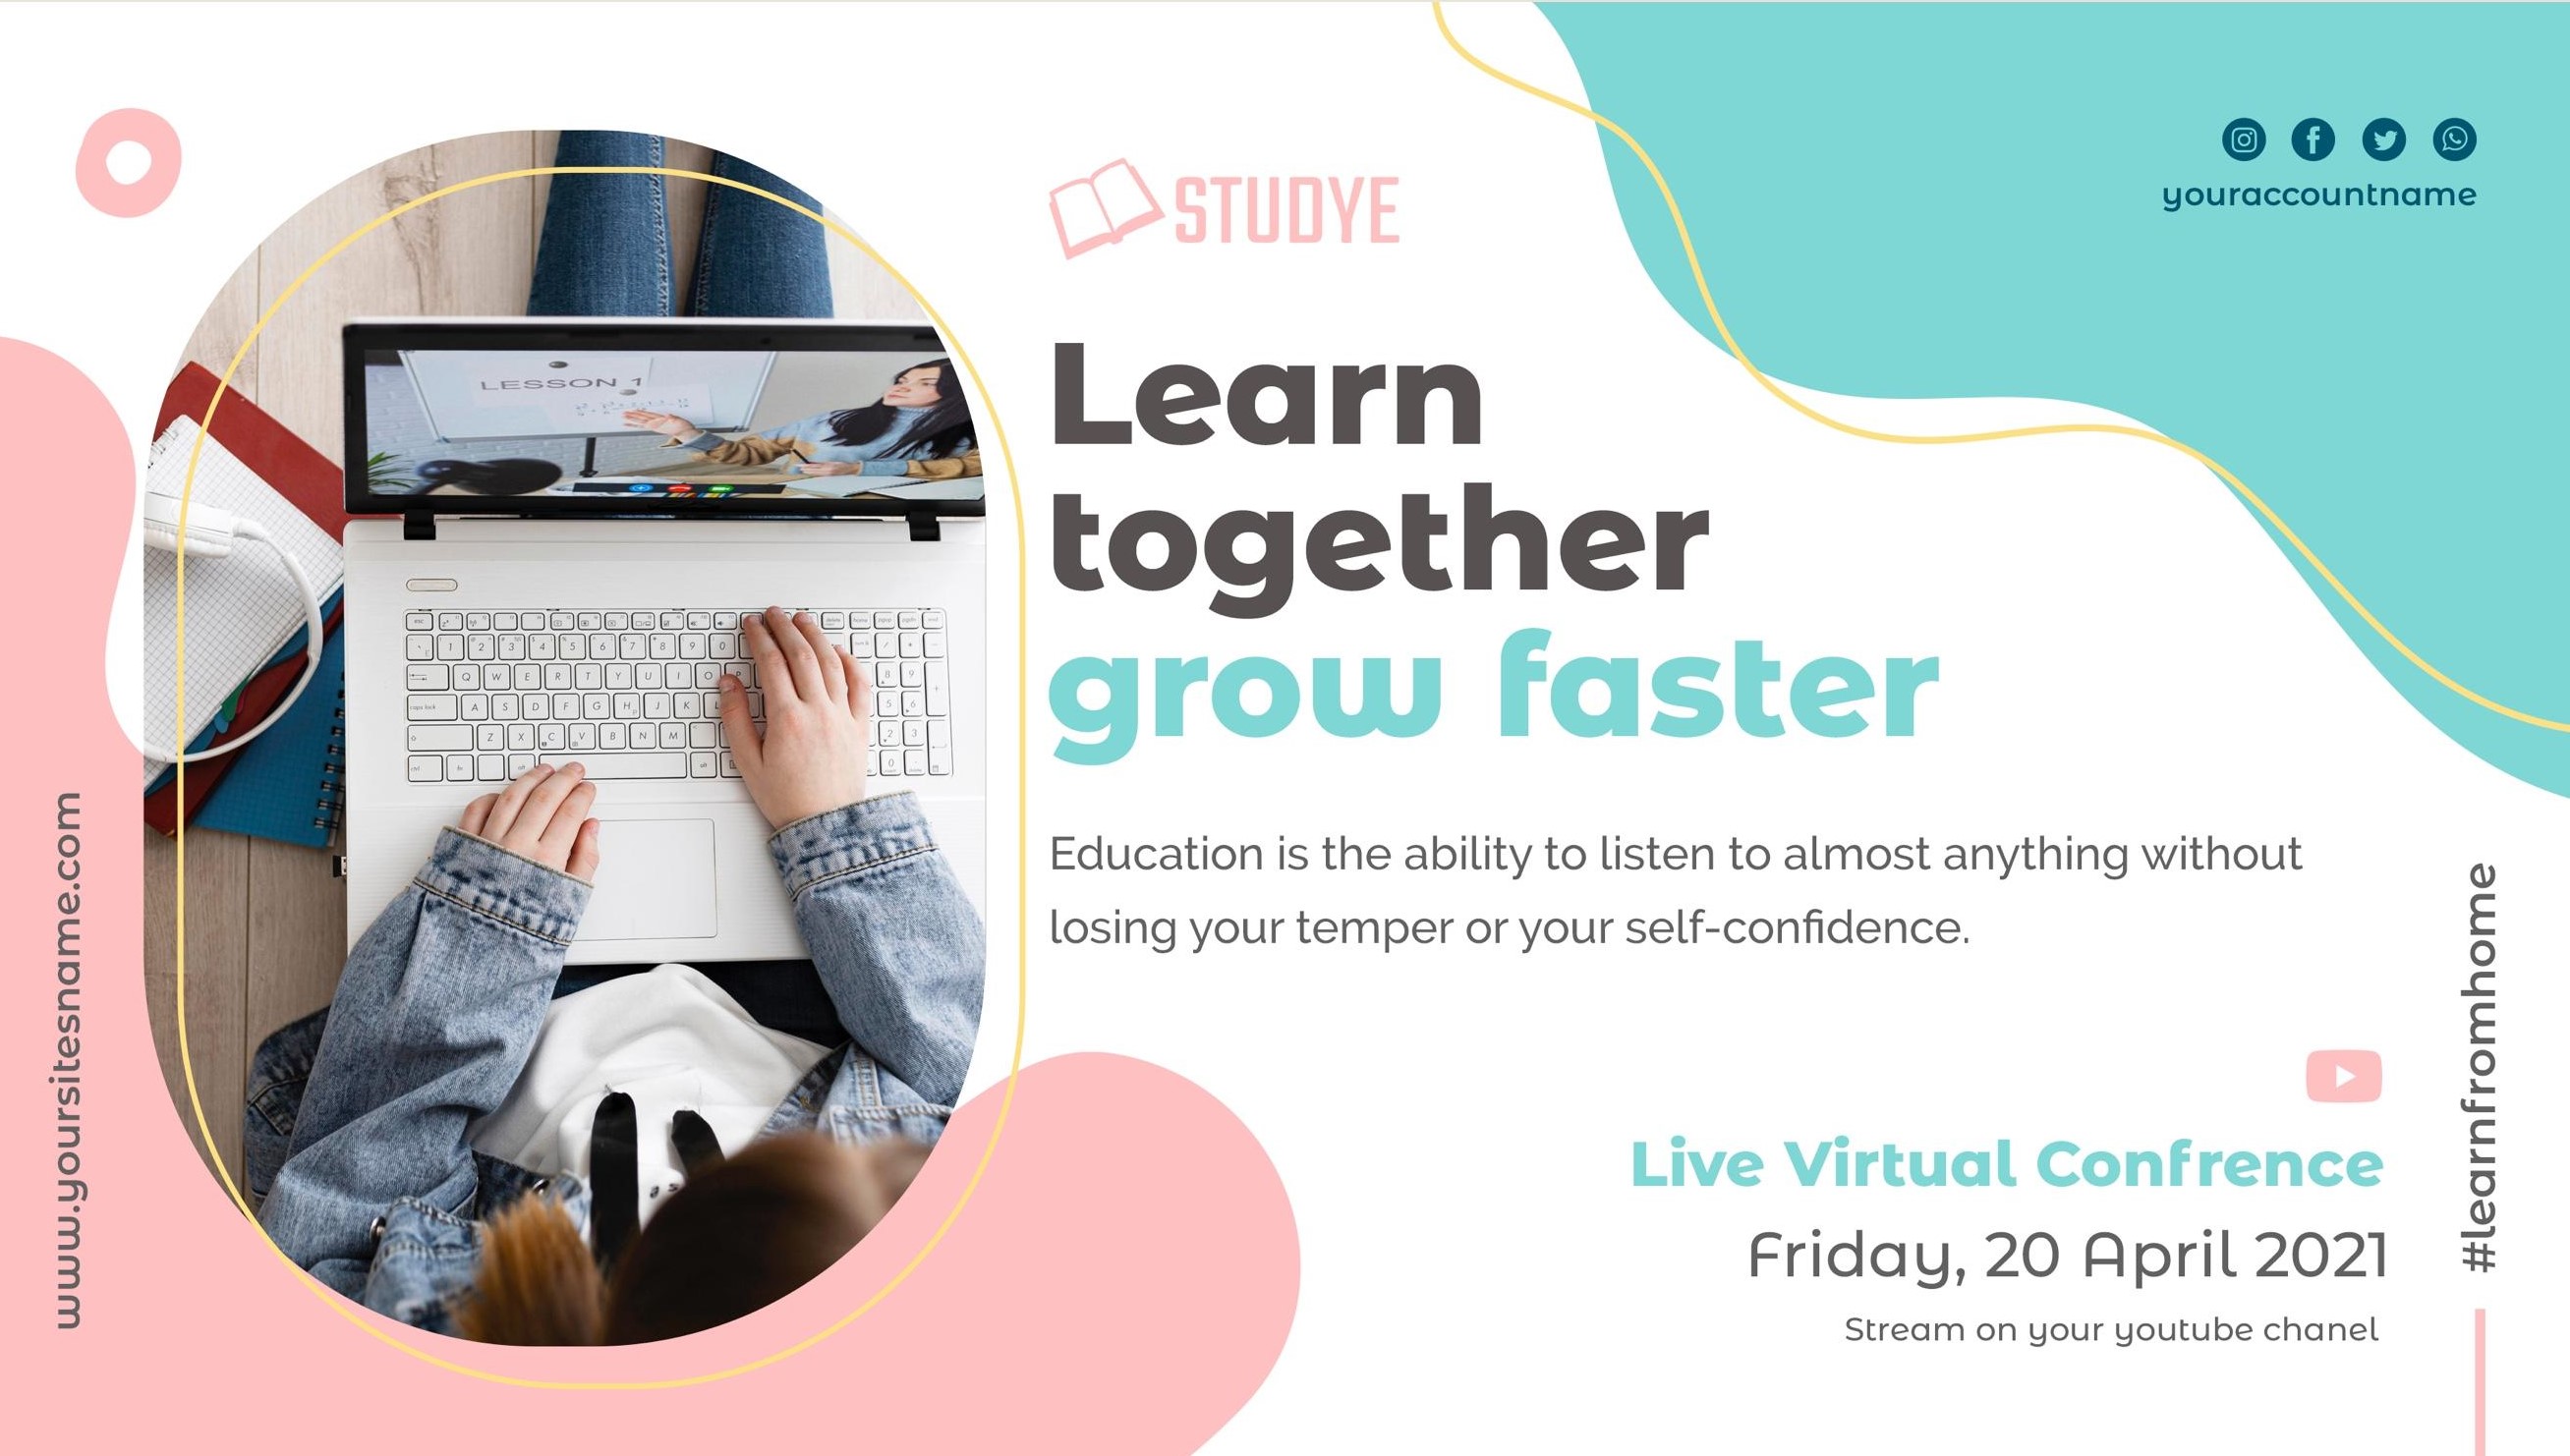 STUDYE
youraccountname
Learn
together
grow faster
Education is the ability to listen to almost anything without
losing your temper or your self-confidence.
Live Virtual Confrence
Friday, 20 April 2021
Stream on your youtube chanel
www.yoursitesname.com
#learnfromhome
LESSON 1